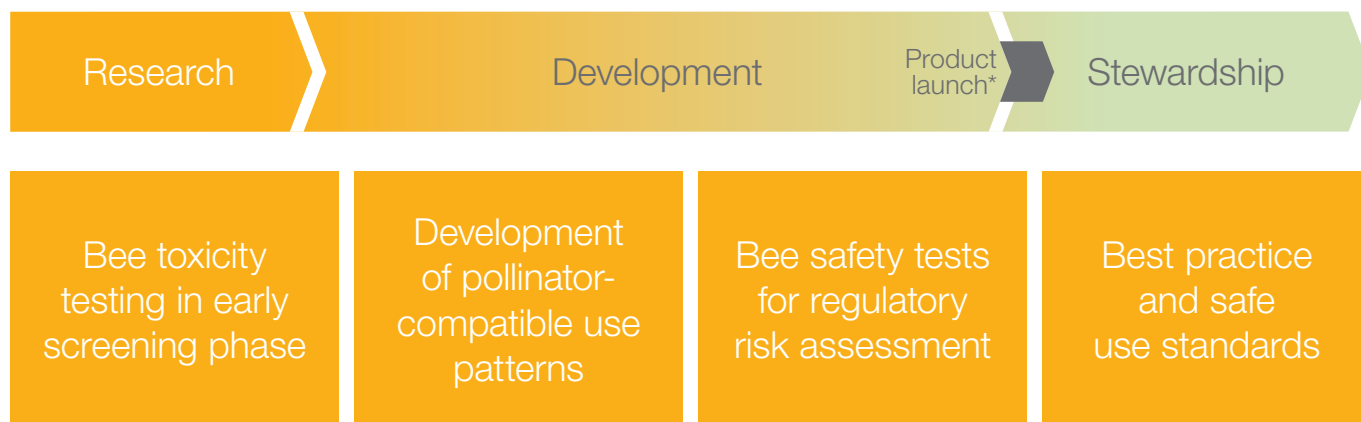 Research
Development
Product
launch*
Stewardship
Bee toxicity
testing in early
screening phase
Development
of pollinator-
compatible use
patterns
Bee safety tests
for regulatory
risk assessment
Best practice
and safe
use standards